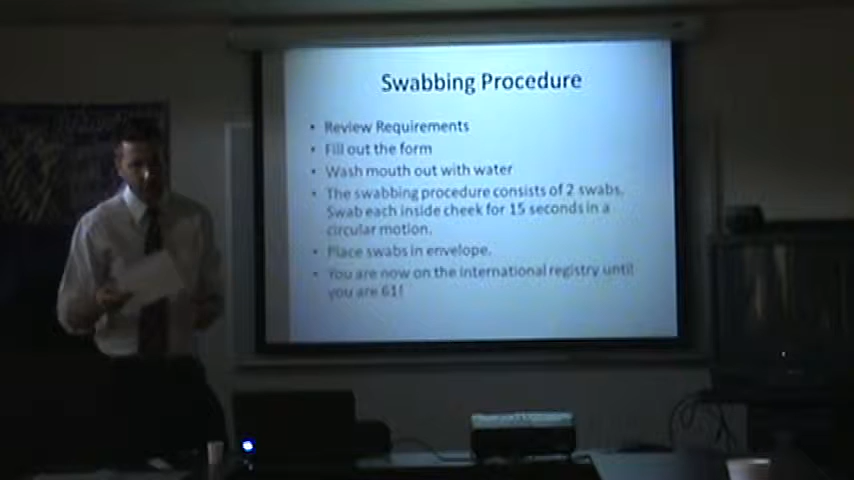 Swabbing Procedure
• Review Requirements
• Fill out the form
• Wash mouth out with water
• The swabbing procedure consists of 2 swabs.
Swab each inside cheek for 15 seconds in a
circular motion.
• Place swabs in envelope.
• You are now on the international registry until
you are 61!